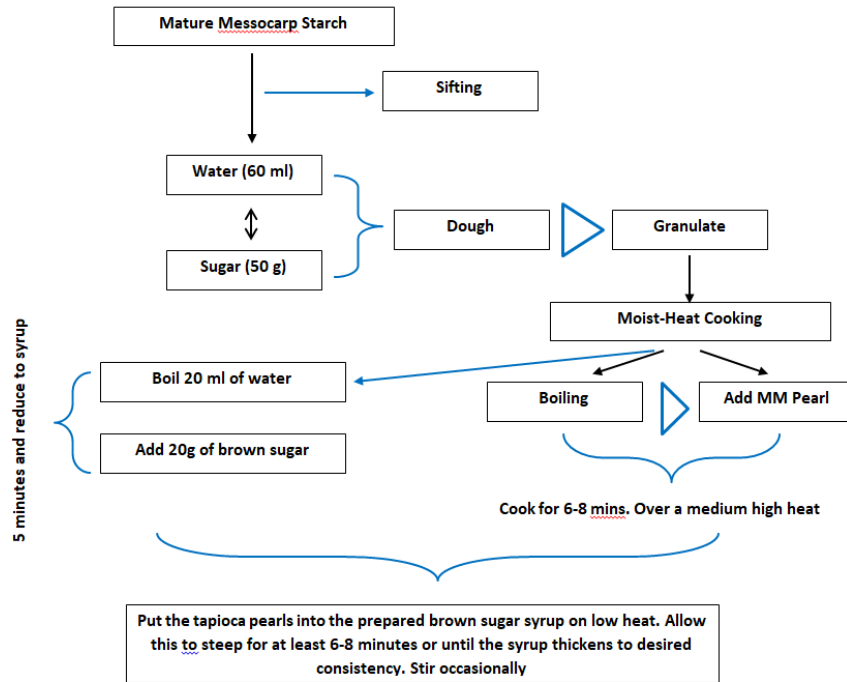 Mature Messocarp Starch
Sifting
Water (60 ml)
Dough
Granulate
Sugar (50 g)
Moist-Heat Cooking
5 minutes and reduce to syrup
Boil 20 ml of water
Boiling
Add MM Pearl
Add 20g of brown sugar
Cook for 6-8 mins. Over a medium high heat
Put the tapioca pearls into the prepared brown sugar syrup on low heat. Allow
this to steep for at least 6-8 minutes or until the syrup thickens to desired
consistency. Stir occasionally